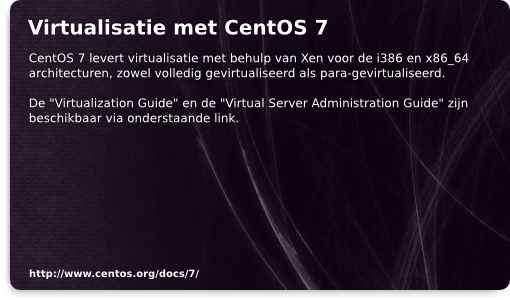 Virtualisatie met CentOS 7
CentOS 7 levert virtualisatie met behulp van Xen voor de i386 en x86_64
architecturen, zowel volledig gevirtualiseerd als para-gevirtualiseerd.
De "Virtualization Guide" en de "Virtual Server Administration Guide" zijn
beschikbaar via onderstaande link.
http://www.centos.org/docs/7/